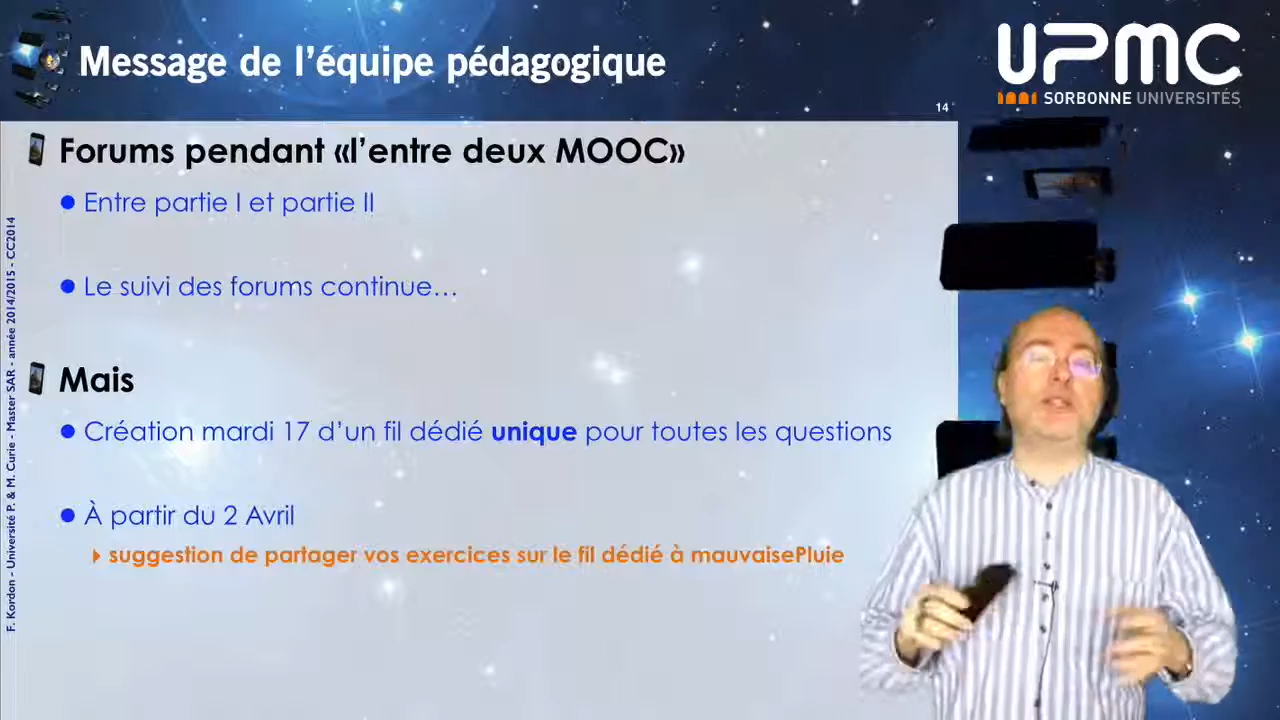 Message de l'équipe pédagogique
UPMC
SORBONNE UNIVERSITÉS
14
Forums pendant «l'entre deux MOOC»
Entre partie I et partie II
Le suivi des forums continue…
Mais
Création mardi 17 d'un fil dédié unique pour toutes les questions
À partir du 2 Avril
suggestion de partager vos exercices sur le fil dédié à mauvaisePluie
F. Kordon - Université P. & M. Curie - Master SAR - année 2014/2015 - CC2014